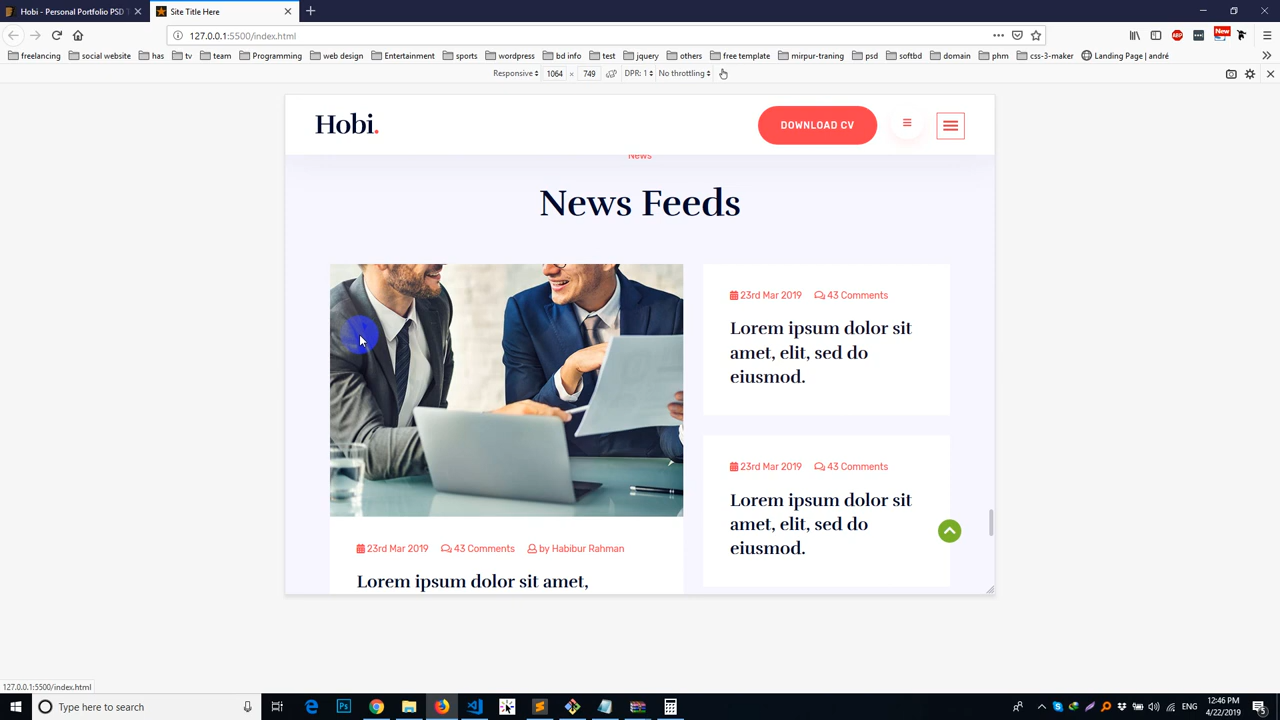 Hobi - Personal Portfolio PSD T
Site Title Here
127.0.0.1:5500/index.html
New
freelancing
social website
has
tv
team
Programming
web design
Entertainment
sports
wordpress
bd info
test
jquery
others
free template
mirpur-traning
psd
softbd
domain
phm
css-3-maker
Landing Page | andré
Responsive
1064 × 749
DPR: 1
No throttling
Hobi.
DOWNLOAD CV
News
News Feeds
23rd Mar 2019 43 Comments
Lorem ipsum dolor sit
amet, elit, sed do
eiusmod.
23rd Mar 2019 43 Comments
Lorem ipsum dolor sit
amet, elit, sed do
eiusmod.
23rd Mar 2019 43 Comments by Habibur Rahman
Lorem ipsum dolor sit amet,
127.0.0.1:5500/index.html
Type here to search
ENG
12:46 PM
4/22/2019
5